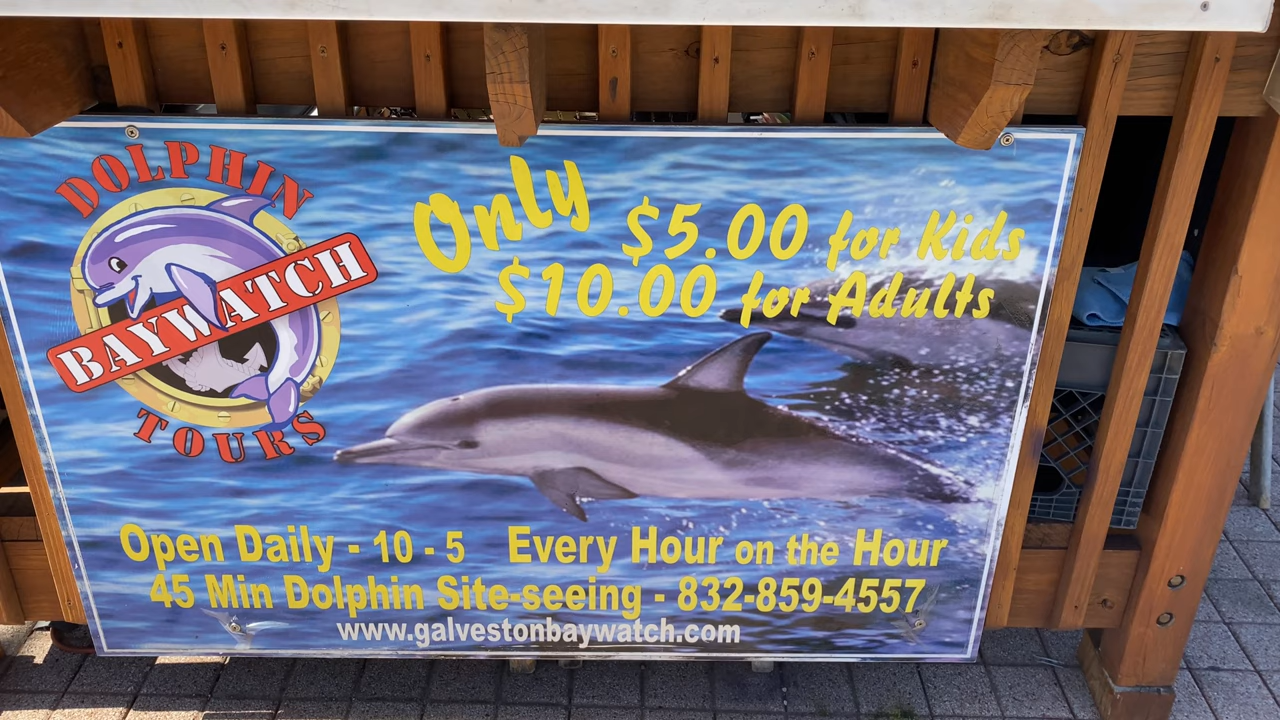 DOLPHIN
BAYWATCH
TOURS
Only
$5.00 for Kids
$10.00 for Adults
Open Daily - 10 - 5 Every Hour on the Hour
45 Min Dolphin Site-seeing - 832-859-4557
www.galvestonbaywatch.com